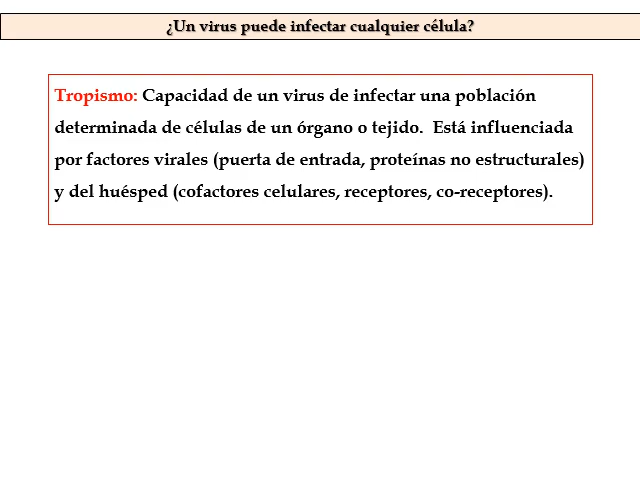 ¿Un virus puede infectar cualquier célula?
Tropismo: Capacidad de un virus de infectar una población
determinada de células de un órgano o tejido.  Está influenciada
por factores virales (puerta de entrada, proteínas no estructurales)
y del huésped (cofactores celulares, receptores, co-receptores).